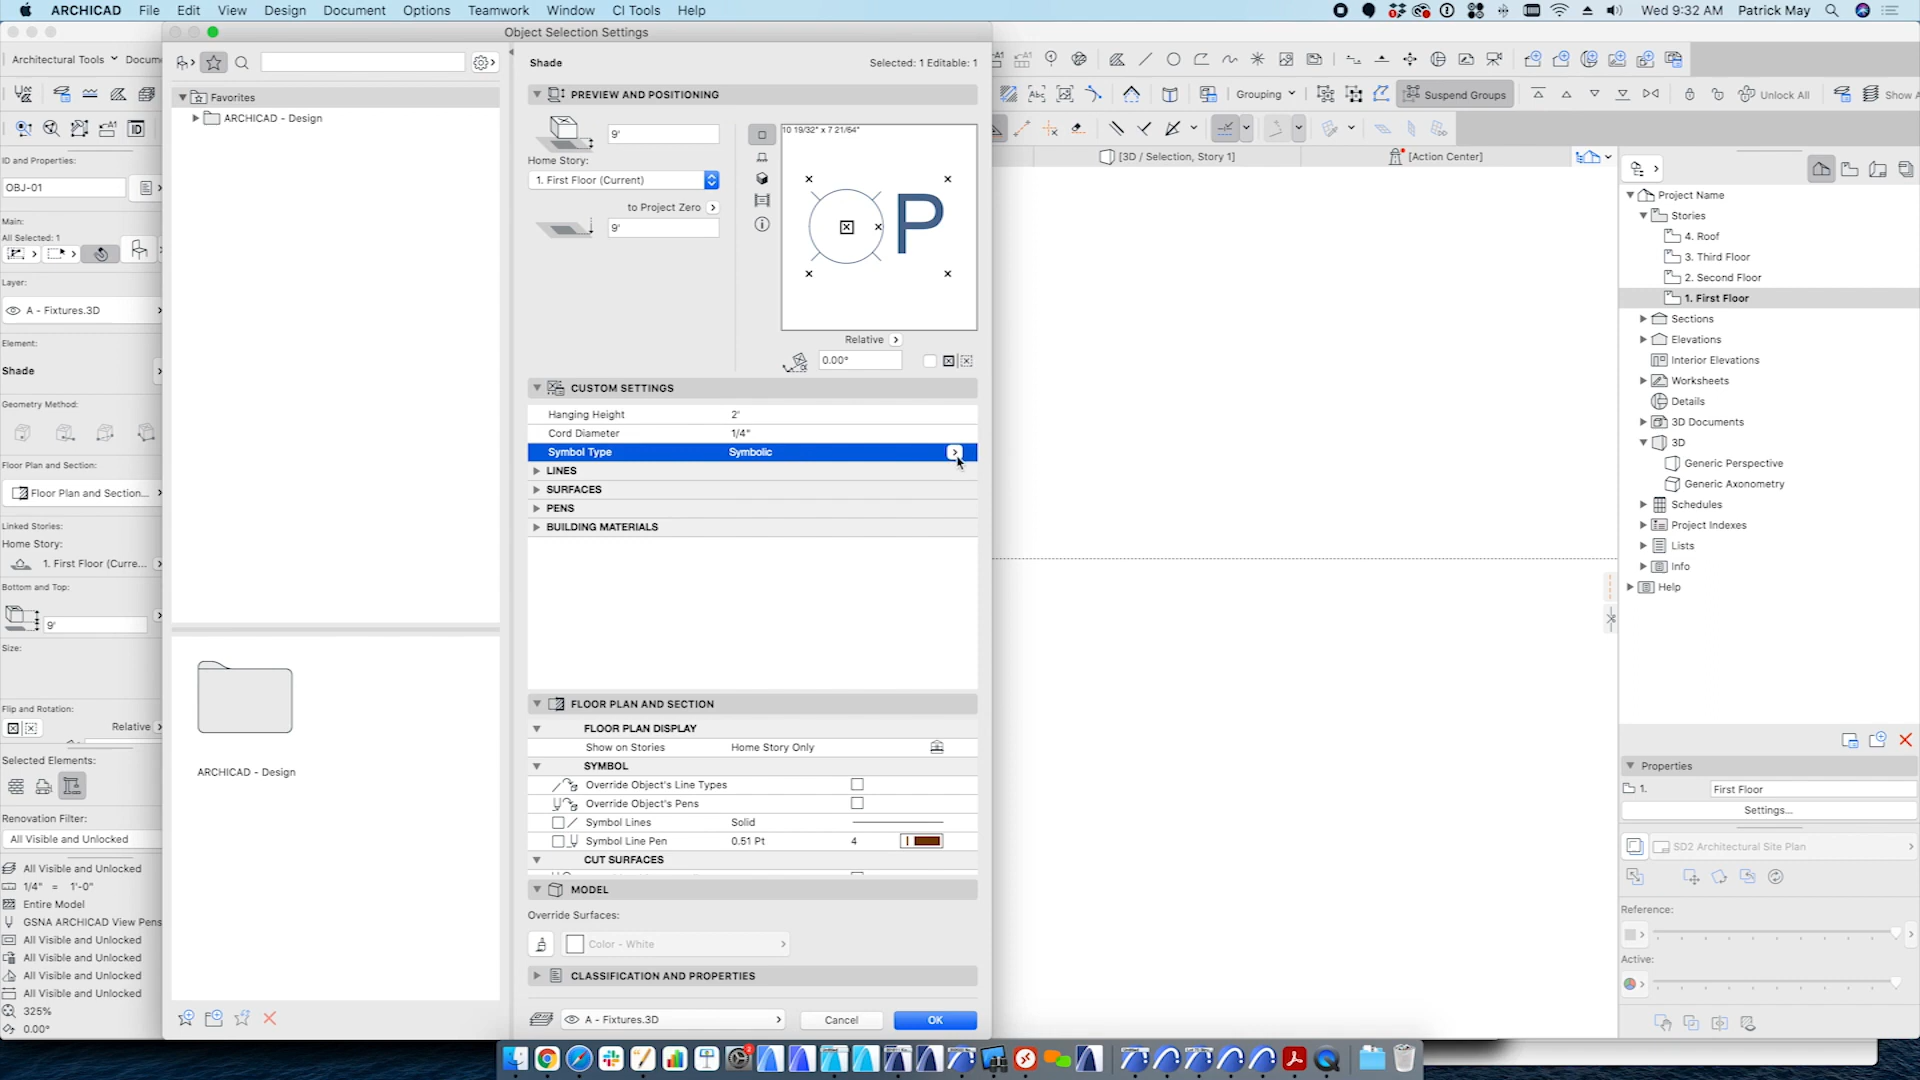 ARCHICAD File Edit View Design Document Options Teamwork Window CI Tools Help
Wed 9:32 AM Patrick May
Object Selection Settings
Architectural Tools
Docum
Shade
Selected: 1 Editable: 1
Favorites
ARCHICAD - Design
PREVIEW AND POSITIONING
Grouping
Suspend Groups
Unlock All
Show A
ID and Properties:
OBJ-01
Main:
All Selected: 1
Layer:
A - Fixtures.3D
Element:
Shade
Geometry Method:
Floor Plan and Section:
Floor Plan and Section...
Linked Stories:
Home Story:
1. First Floor (Curre...
Bottom and Top:
9'
Size:
Flip and Rotation:
Relative
Selected Elements:
Renovation Filter:
All Visible and Unlocked
All Visible and Unlocked
1/4" = 1'-0"
Entire Model
GSNA ARCHICAD View Pens
All Visible and Unlocked
All Visible and Unlocked
All Visible and Unlocked
All Visible and Unlocked
325%
0.00°
ARCHICAD - Design
9'
Home Story:
1. First Floor (Current)
to Project Zero
9'
10 19/32" x 7 21/64"
P
Relative
0.00°
CUSTOM SETTINGS
Hanging Height 2'
Cord Diameter 1/4"
Symbol Type Symbolic
LINES
SURFACES
PENS
BUILDING MATERIALS
FLOOR PLAN AND SECTION
FLOOR PLAN DISPLAY
Show on Stories Home Story Only
SYMBOL
Override Object's Line Types
Override Object's Pens
Symbol Lines Solid
Symbol Line Pen 0.51 Pt 4
CUT SURFACES
MODEL
Override Surfaces:
Color - White
CLASSIFICATION AND PROPERTIES
A - Fixtures.3D
Cancel
OK
[3D / Selection, Story 1]
[Action Center]
Project Name
Stories
4. Roof
3. Third Floor
2. Second Floor
1. First Floor
Sections
Elevations
Interior Elevations
Worksheets
Details
3D Documents
3D
Generic Perspective
Generic Axonometry
Schedules
Project Indexes
Lists
Info
Help
Properties
1. First Floor
Settings...
SD2 Architectural Site Plan
Reference:
Active: